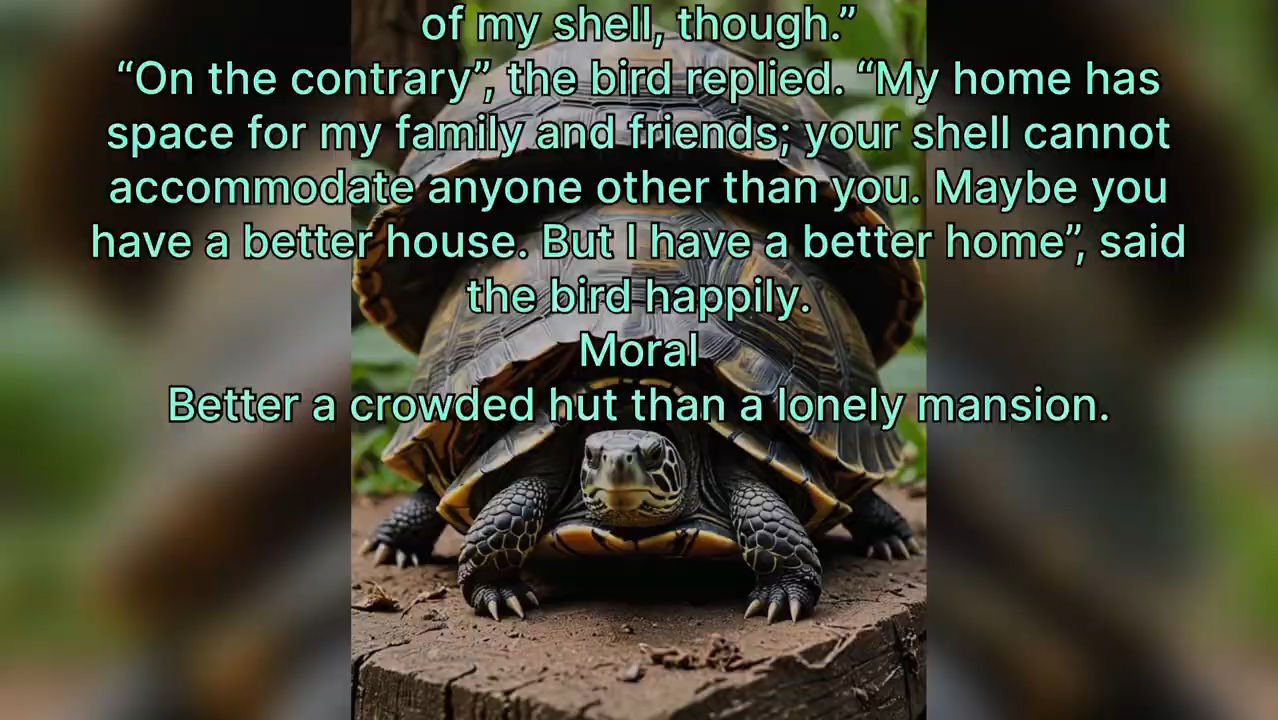 of my shell, though.”
“On the contrary”, the bird replied. “My home has
space for my family and friends; your shell cannot
accommodate anyone other than you. Maybe you
have a better house. But I have a better home”, said
the bird happily.
Moral
Better a crowded hut than a lonely mansion.